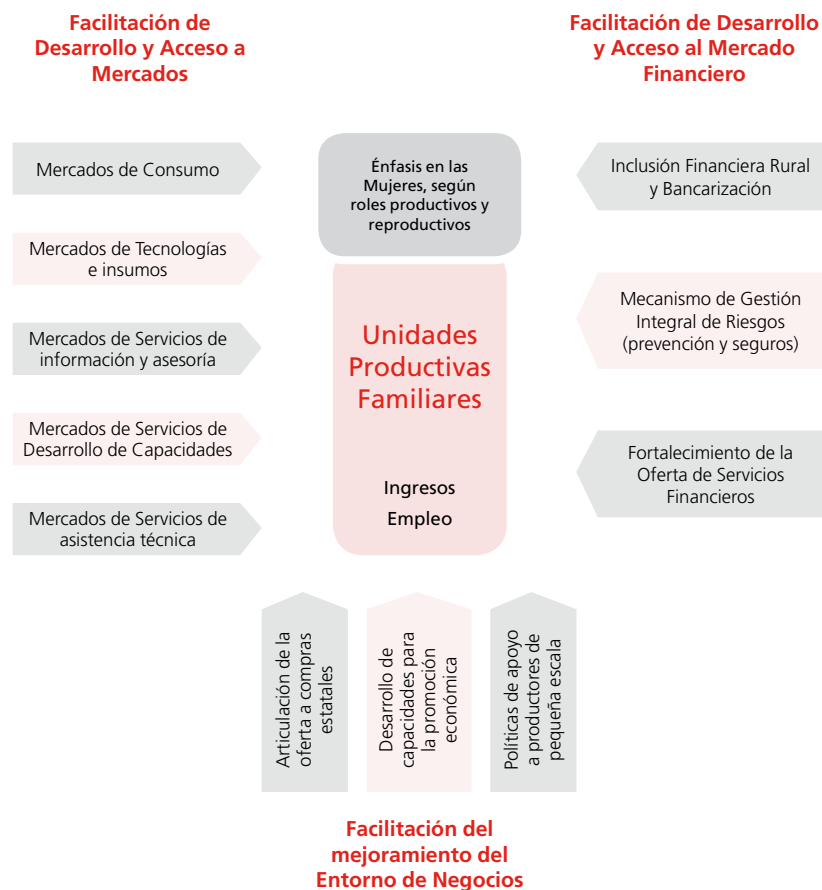 Facilitación de
Desarrollo y Acceso a
Mercados
Mercados de Consumo
Mercados de Tecnologías
e insumos
Mercados de Servicios de
información y asesoría
Mercados de Servicios de
Desarrollo de Capacidades
Mercados de Servicios de
asistencia técnica
Énfasis en las
Mujeres, según
roles productivos y
reproductivos
Unidades
Productivas
Familiares
Ingresos
Empleo
Facilitación de Desarrollo
y Acceso al Mercado
Financiero
Inclusión Financiera Rural
y Bancarización
Mecanismo de Gestión
Integral de Riesgos
(prevención y seguros)
Fortalecimiento de la
Oferta de Servicios
Financieros
Articulación de la
oferta a compras
estatales
Desarrollo de
capacidades para
la promoción
económica
Políticas de apoyo
a productores de
pequeña escala
Facilitación del
mejoramiento del
Entorno de Negocios